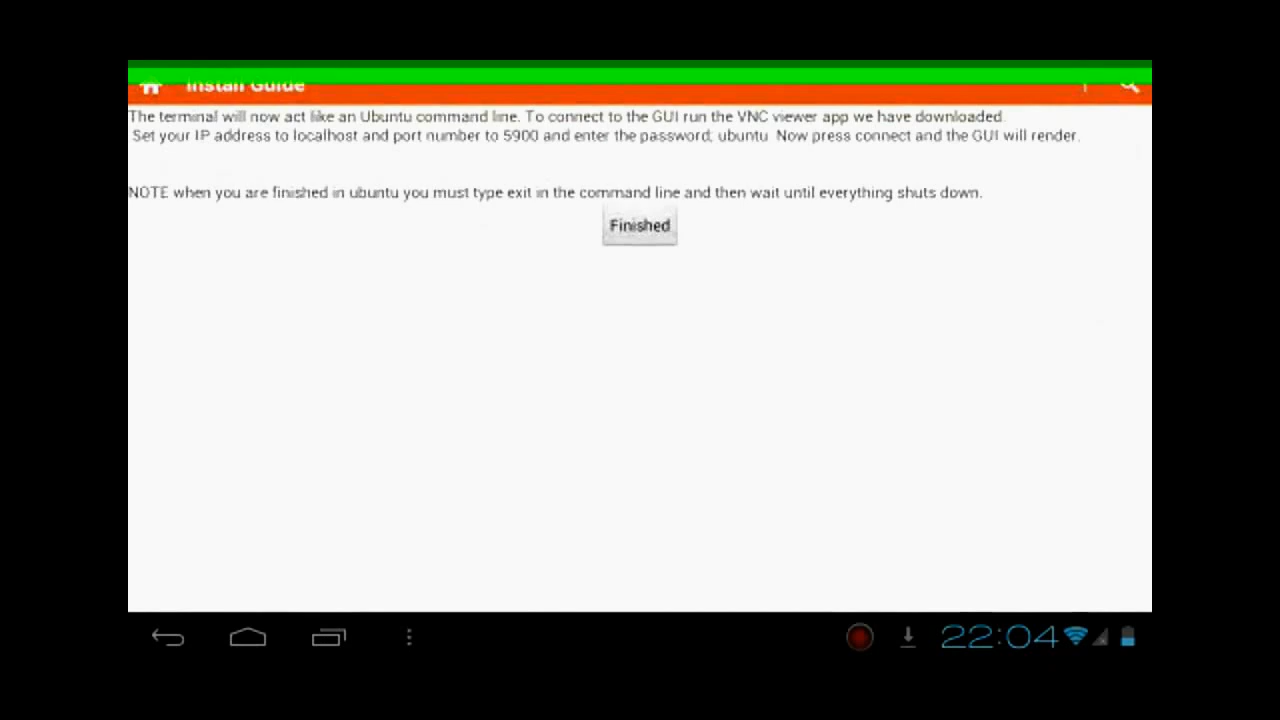 Install Guide
The terminal will now act like an Ubuntu command line. To connect to the GUI run the VNC viewer app we have downloaded.
Set your IP address to localhost and port number to 5900 and enter the password; ubuntu Now press connect and the GUI will render.
NOTE when you are finished in ubuntu you must type exit in the command line and then wait until everything shuts down.
Finished
22:04